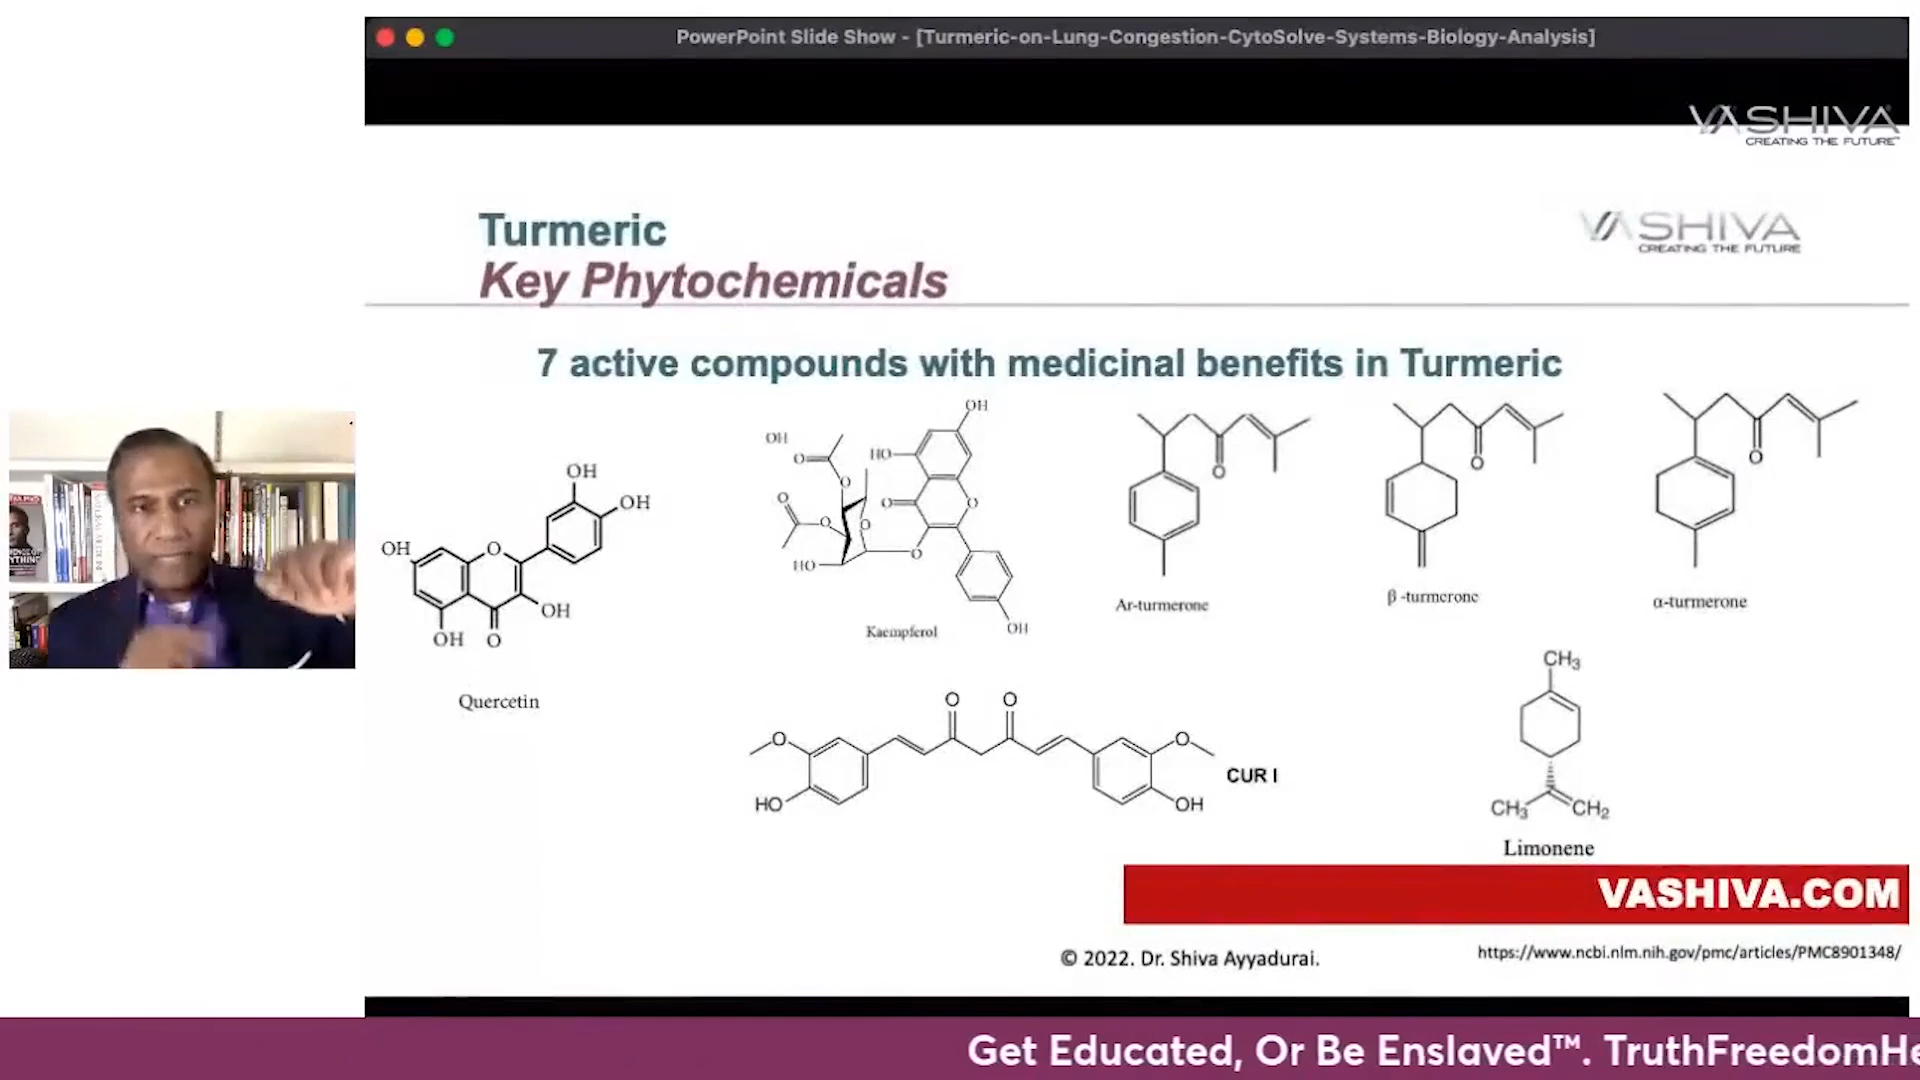 PowerPoint Slide Show - [Turmeric-on-Lung-Congestion-CytoSolve-Systems-Biology-Analysis]
VASHIVA
CREATING THE FUTURE
Turmeric
Key Phytochemicals
VASHIVA
CREATING THE FUTURE
7 active compounds with medicinal benefits in Turmeric
OH
OH
OH
OH
OH
O
O
Quercetin
OH
OH
HO
O
O
O
O
O
O
O
O
HO
OH
Kaempferol
O
Ar-turmerone
O
β -turmerone
O
α-turmerone
O
O
O
O
HO
OH
CUR I
CH3
CH3
CH2
Limonene
VASHIVA.COM
© 2022. Dr. Shiva Ayyadurai.
https://www.ncbi.nlm.nih.gov/pmc/articles/PMC8901348/
Get Educated, Or Be Enslaved™. TruthFreedomHe